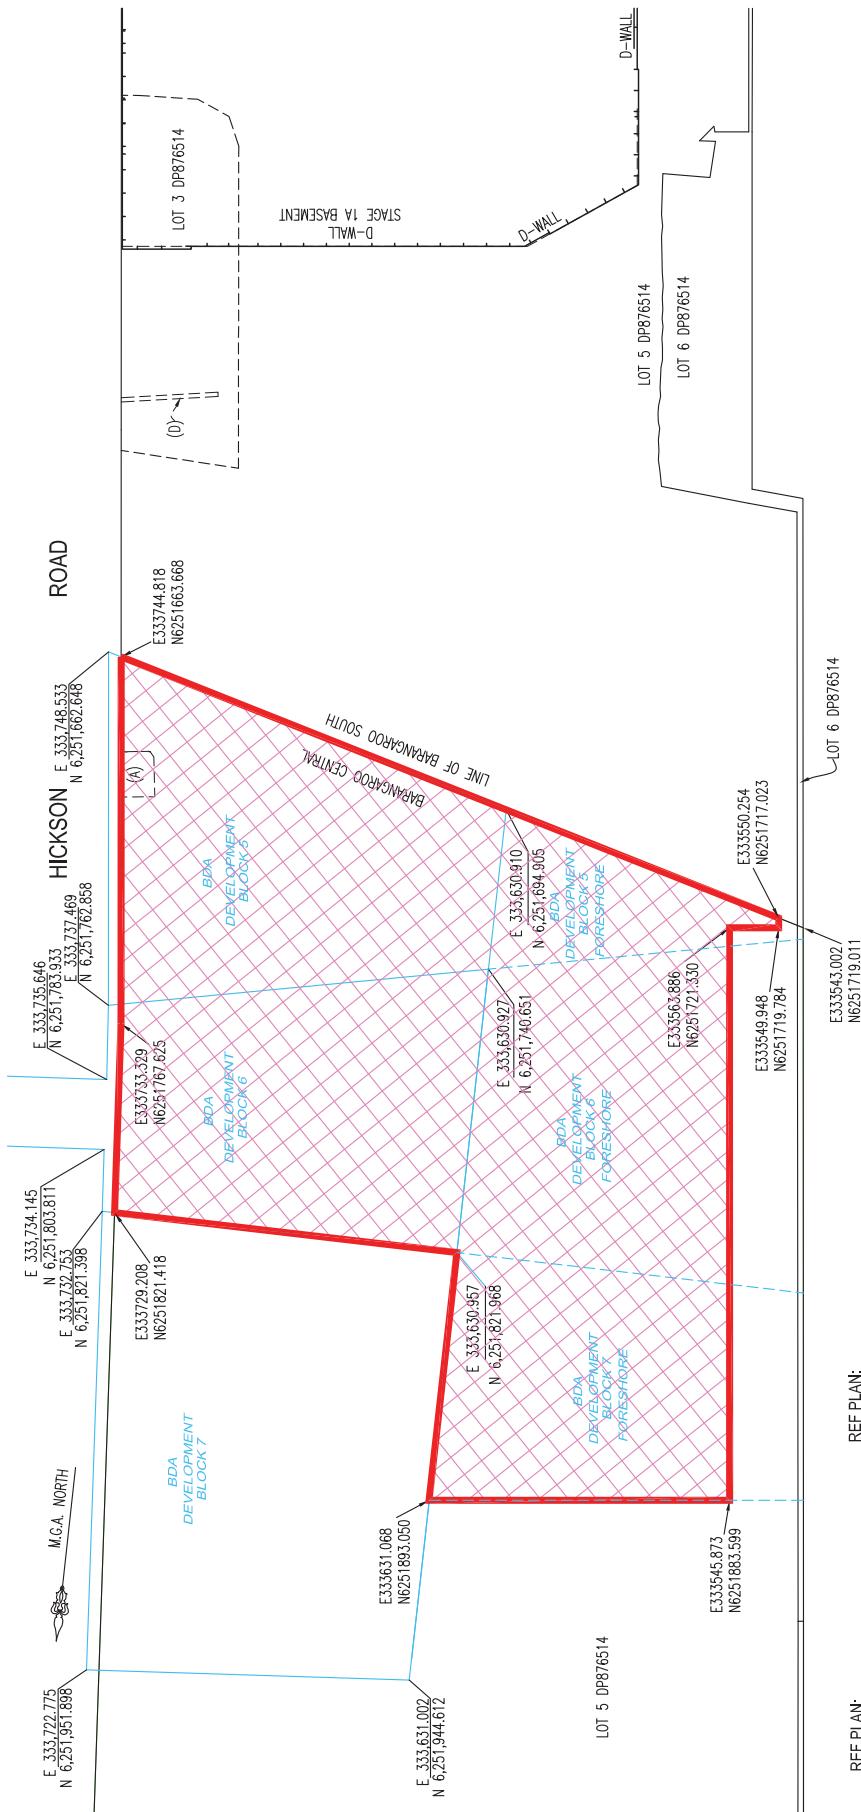 HICKSON
ROAD
LOT 3 DP876514
D-WALL
STAGE 1A BASEMENT
D-WALL
D-WALL
LOT 5 DP876514
LOT 6 DP876514
(D)
E333744.818
N6251663.668
E 333,748.533
N 6,251,662.648
(A)
LINE OF BARANGAROO SOUTH
BARANGAROO CENTRAL
BDA
DEVELOPMENT
BLOCK 5
E 333,737.469
N 6,251,762.858
E 333,735.646
N 6,251,783.933
E333733.329
N6251767.625
E 333,630.910
N 6,251,694.905
BDA
DEVELOPMENT
BLOCK 5
FORESHORE
E333550.254
N6251717.023
LOT 6 DP876514
E 333,630.927
N 6,251,740.651
E333563.886
N6251721.330
E333549.948
N6251719.784
E333543.002
N6251719.011
BDA
DEVELOPMENT
BLOCK 6
BDA
DEVELOPMENT
BLOCK 6
FORESHORE
E 333,734.145
N 6,251,803.811
E 333,732.753
N 6,251,821.398
E333729.208
N6251821.418
E 333,630.957
N 6,251,821.968
BDA
DEVELOPMENT
BLOCK 7
FORESHORE
BDA
DEVELOPMENT
BLOCK 7
M.G.A. NORTH
E333631.068
N6251893.050
E333545.873
N6251883.599
E 333,722.775
N 6,251,951.898
E 333,631.002
N 6,251,944.612
LOT 5 DP876514
REF PLAN:
REF PLAN: